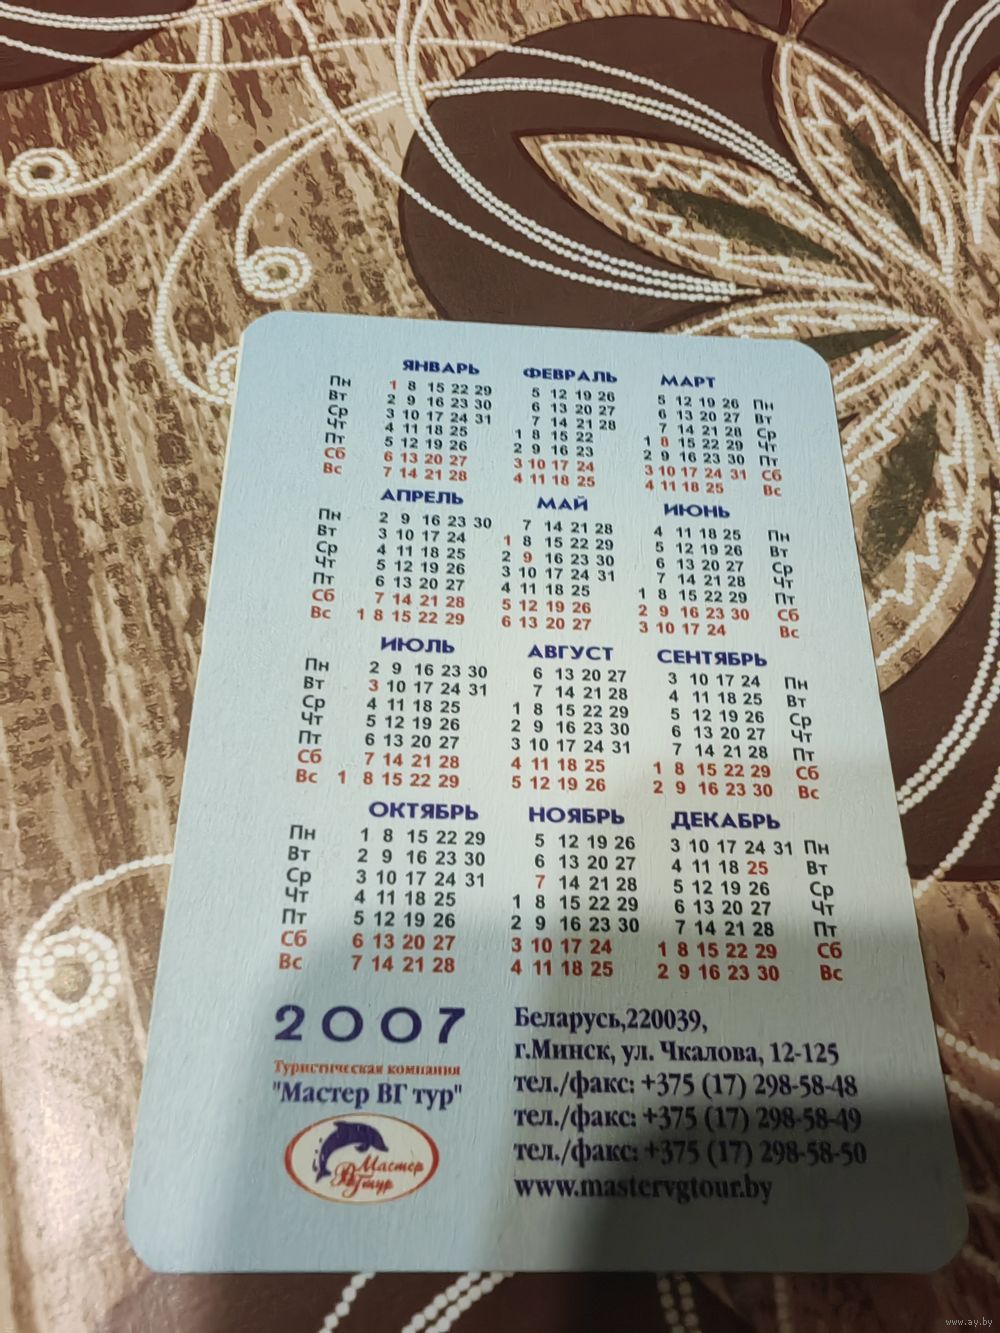 ЯНВАРЬ ФЕВРАЛЬ МАРТ
Пн 1 8 15 22 29 5 12 19 26 5 12 19 26 Пн
Вт 2 9 16 23 30 6 13 20 27 6 13 20 27 Вт
Ср 3 10 17 24 31 7 14 21 28 7 14 21 28 Ср
Чт 4 11 18 25 1 8 15 22 1 8 15 22 29 Чт
Пт 5 12 19 26 2 9 16 23 2 9 16 23 30 Пт
Сб 6 13 20 27 3 10 17 24 3 10 17 24 31 Сб
Вс 7 14 21 28 4 11 18 25 4 11 18 25 Вс
АПРЕЛЬ МАЙ ИЮНЬ
Пн 2 9 16 23 30 7 14 21 28 4 11 18 25 Пн
Вт 3 10 17 24 1 8 15 22 29 5 12 19 26 Вт
Ср 4 11 18 25 2 9 16 23 30 6 13 20 27 Ср
Чт 5 12 19 26 3 10 17 24 31 7 14 21 28 Чт
Пт 6 13 20 27 4 11 18 25 1 8 15 22 29 Пт
Сб 7 14 21 28 5 12 19 26 2 9 16 23 30 Сб
Вс 1 8 15 22 29 6 13 20 27 3 10 17 24 Вс
ИЮЛЬ АВГУСТ СЕНТЯБРЬ
Пн 2 9 16 23 30 6 13 20 27 3 10 17 24 Пн
Вт 3 10 17 24 31 7 14 21 28 4 11 18 25 Вт
Ср 4 11 18 25 1 8 15 22 29 5 12 19 26 Ср
Чт 5 12 19 26 2 9 16 23 30 6 13 20 27 Чт
Пт 6 13 20 27 3 10 17 24 31 7 14 21 28 Пт
Сб 7 14 21 28 4 11 18 25 1 8 15 22 29 Сб
Вс 1 8 15 22 29 5 12 19 26 2 9 16 23 30 Вс
ОКТЯБРЬ НОЯБРЬ ДЕКАБРЬ
Пн 1 8 15 22 29 5 12 19 26 3 10 17 24 31 Пн
Вт 2 9 16 23 30 6 13 20 27 4 11 18 25 Вт
Ср 3 10 17 24 31 7 14 21 28 5 12 19 26 Ср
Чт 4 11 18 25 1 8 15 22 29 6 13 20 27 Чт
Пт 5 12 19 26 2 9 16 23 30 7 14 21 28 Пт
Сб 6 13 20 27 3 10 17 24 1 8 15 22 29 Сб
Вс 7 14 21 28 4 11 18 25 2 9 16 23 30 Вс
2007
Туристическая компания
"Мастер ВГ тур"
Мастер
ВГтур
Беларусь,220039,
г.Минск, ул. Чкалова, 12-125
тел./факс: +375 (17) 298-58-48
тел./факс: +375 (17) 298-58-49
тел./факс: +375 (17) 298-58-50
www.mastervgtour.by
www.ay.by